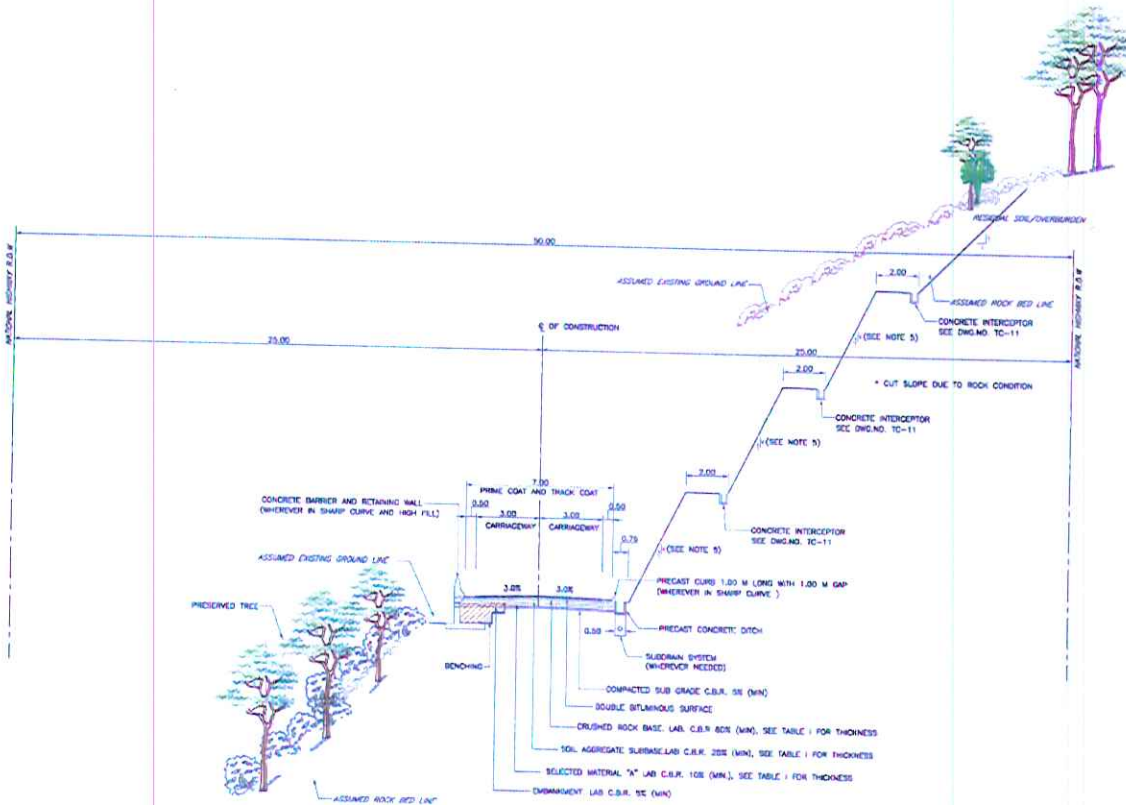 RESIDUAL SOIL/OVERBURDEN
50.00
NATIONAL HIGHWAY R.O.W
NATIONAL HIGHWAY R.O.W
ASSUMED EXISTING GROUND LINE
2.00
ASSUMED ROCK BED LINE
CONCRETE INTERCEPTOR
SEE DWG.NO. TC-11
℄ OF CONSTRUCTION
25.00
25.00
(SEE NOTE 5)
2.00
* CUT SLOPE DUE TO ROCK CONDITION
CONCRETE INTERCEPTOR
SEE DWG.NO. TC-11
(SEE NOTE 5)
2.00
7.00
PRIME COAT AND TRACK COAT
CONCRETE BARRIER AND RETAINING WALL
(WHEREVER IN SHARP CURVE AND HIGH FILL)
0.50
3.00
3.00
0.50
CARRIAGEWAY
CARRIAGEWAY
CONCRETE INTERCEPTOR
SEE DWG.NO. TC-11
0.75
(SEE NOTE 5)
ASSUMED EXISTING GROUND LINE
3.0%
3.0%
PRECAST CURB 1.00 M LONG WITH 1.00 M GAP
(WHEREVER IN SHARP CURVE )
PRESERVED TREE
PRECAST CONCRETE DITCH
0.50
SUBDRAIN SYSTEM
(WHEREVER NEEDED)
BENCHING
COMPACTED SUB GRADE C.B.R. 5% (MIN)
DOUBLE BITUMINOUS SURFACE
CRUSHED ROCK BASE. LAB. C.B.R 80% (MIN), SEE TABLE I FOR THICKNESS
SOIL AGGREGATE SUBBASE.LAB C.B.R. 25% (MIN), SEE TABLE I FOR THICKNESS
SELECTED MATERIAL "A" LAB C.B.R. 10% (MIN.), SEE TABLE I FOR THICKNESS
EMBANKMENT LAB C.B.R. 5% (MIN)
ASSUMED ROCK BED LINE